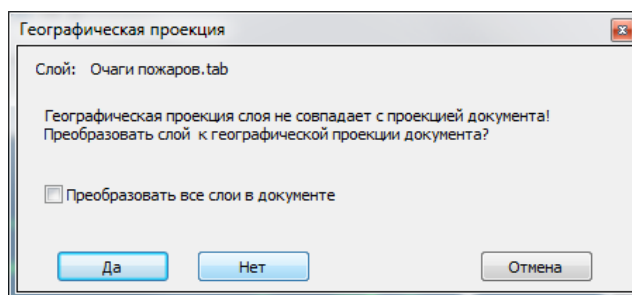 Географическая проекция
Слой: Очаги пожаров.tab
Географическая проекция слоя не совпадает с проекцией документа!
Преобразовать слой к географической проекции документа?
Преобразовать все слои в документе
Да Нет Отмена